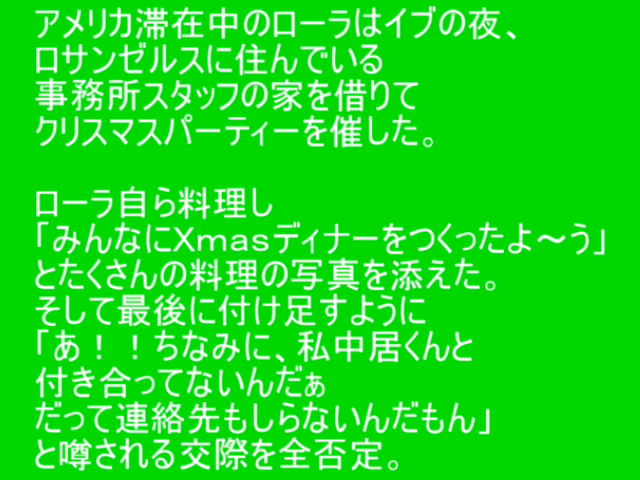 アメリカ滞在中のローラはイブの夜、
ロサンゼルスに住んでいる
事務所スタッフの家を借りて
クリスマスパーティーを催した。
ローラ自ら料理し
「みんなにXmasディナーをつくったよ～う」
とたくさんの料理の写真を添えた。
そして最後に付け足すように
「あ！！ちなみに、私中居くんと
付き合ってないんだぁ
だって連絡先もしらないんだもん」
と噂される交際を全否定。